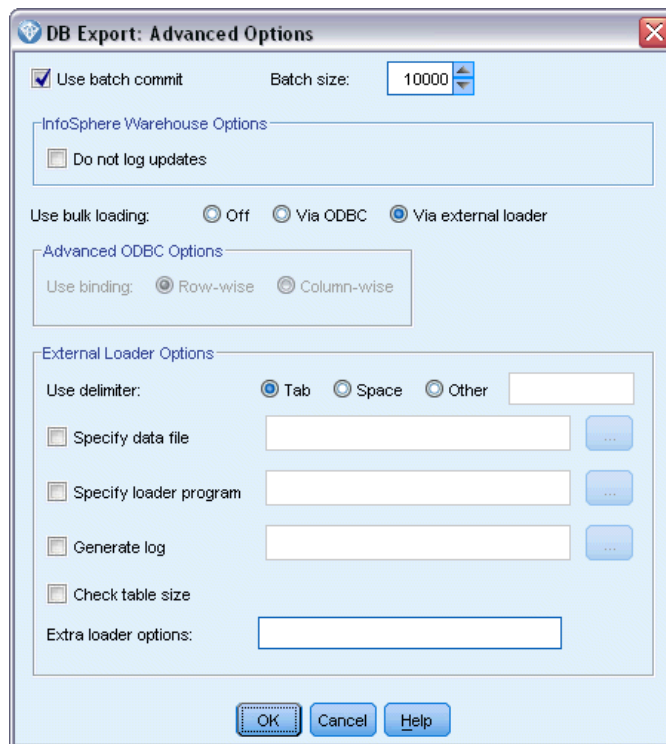 DB Export: Advanced Options
Use batch commit Batch size: 10000
InfoSphere Warehouse Options
Do not log updates
Use bulk loading: Off Via ODBC Via external loader
Advanced ODBC Options
Use binding: Row-wise Column-wise
External Loader Options
Use delimiter: Tab Space Other
Specify data file ...
Specify loader program ...
Generate log ...
Check table size
Extra loader options:
OK Cancel Help